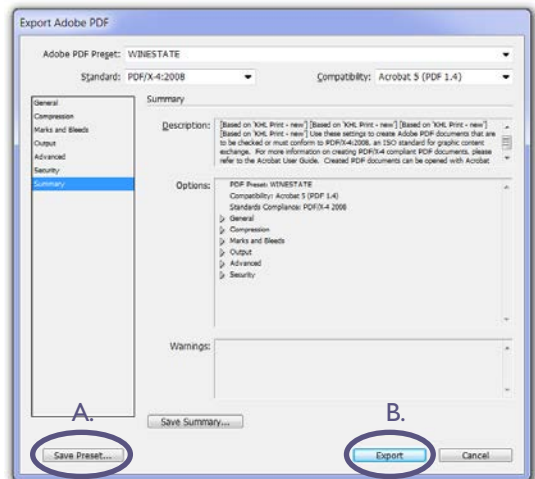 Export Adobe PDF
Adobe PDF Preset: WINESTATE
Standard: PDF/X-4:2008
Compatibility: Acrobat 5 (PDF 1.4)
General
Compression
Marks and Bleeds
Output
Advanced
Security
Summary
Summary
Description:
[Based on 'KHL Print - new'] [Based on 'KHL Print - new'] [Based on 'KHL Print - new']
[Based on 'KHL Print - new'] Use these settings to create Adobe PDF documents that are
to be checked or must conform to PDF/X-4:2008, an ISO standard for graphic content
exchange. For more information on creating PDF/X-4 compliant PDF documents, please
refer to the Acrobat User Guide. Created PDF documents can be opened with Acrobat
Options:
PDF Preset: WINESTATE
Compatibility: Acrobat 5 (PDF 1.4)
Standards Compliance: PDF/X-4 2008
General
Compression
Marks and Bleeds
Output
Advanced
Security
Warnings:
Save Summary...
A.
B.
Save Preset...
Export
Cancel